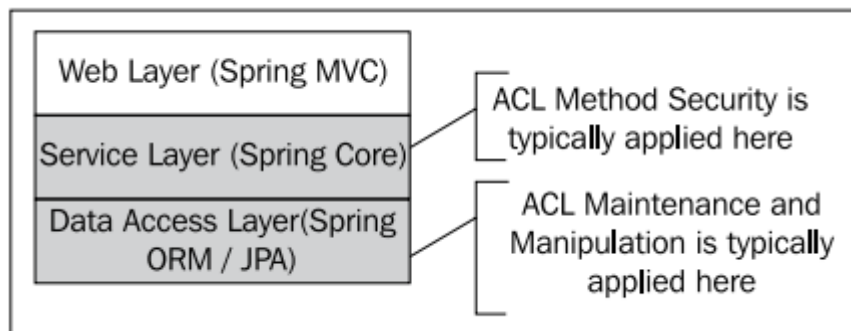 Web Layer (Spring MVC)
Service Layer (Spring Core)
Data Access Layer(Spring
ORM / JPA)
ACL Method Security is
typically applied here
ACL Maintenance and
Manipulation is typically
applied here